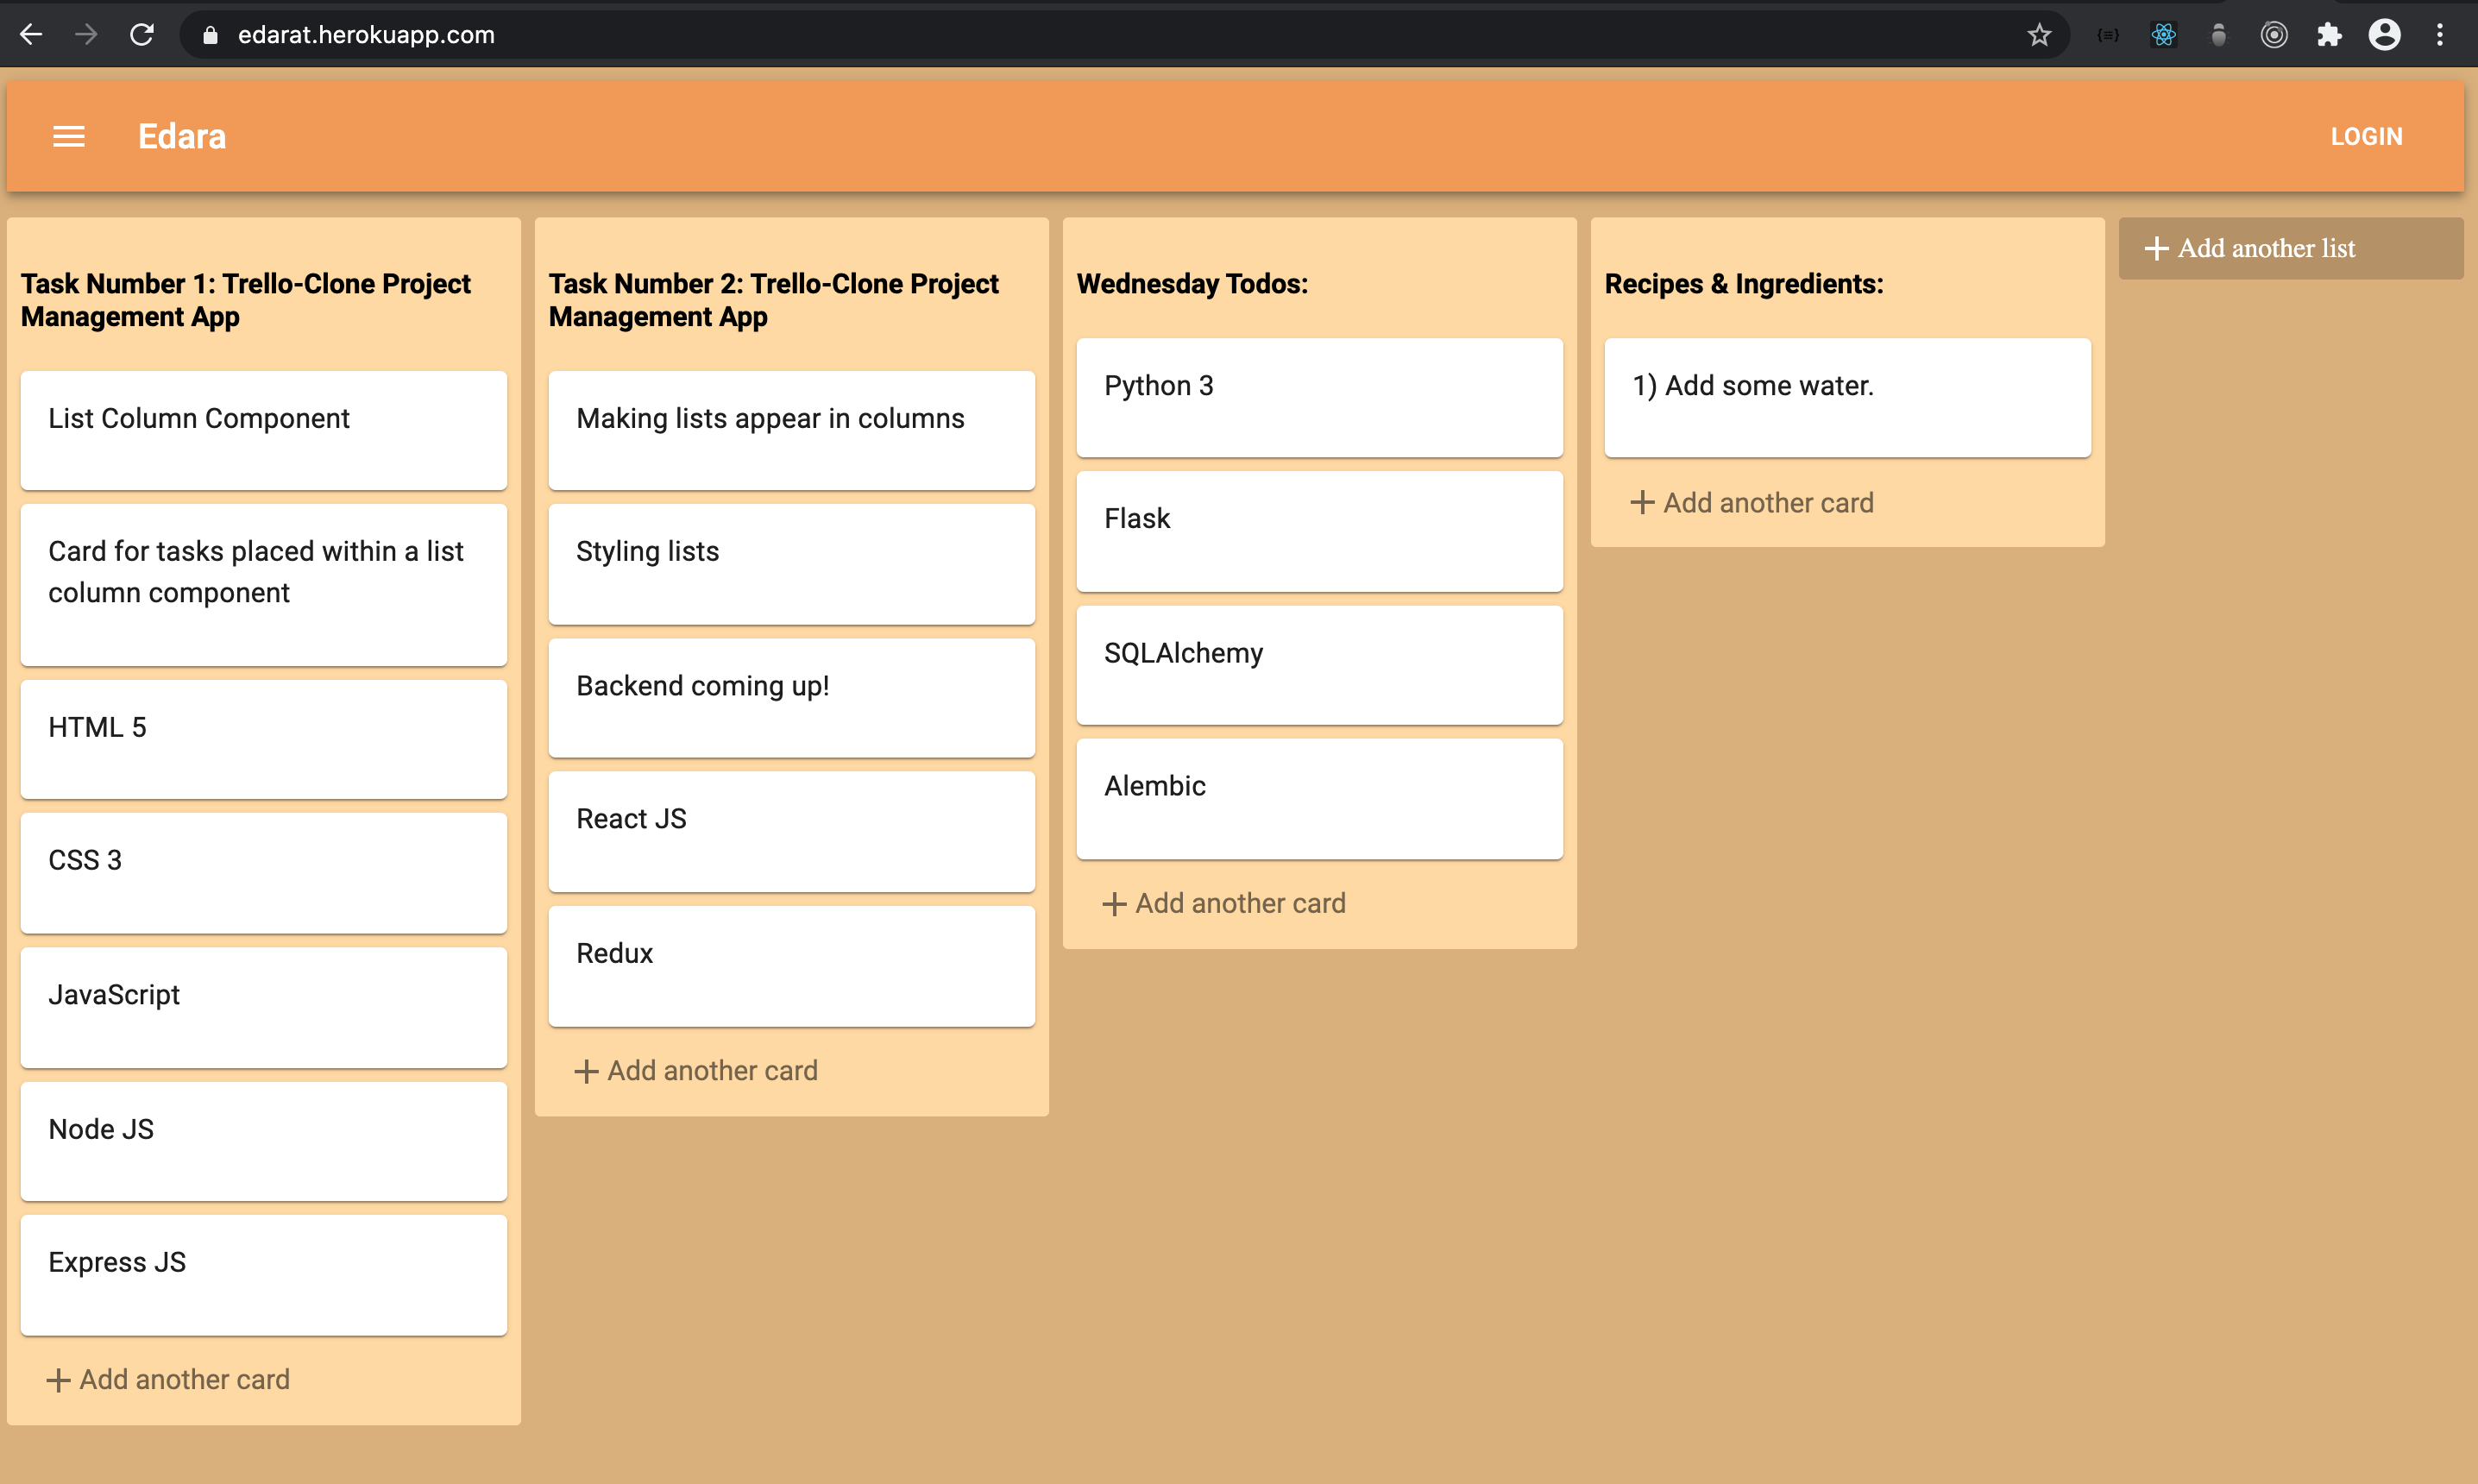 edarat.herokuapp.com
Edara
LOGIN
Task Number 1: Trello-Clone Project
Management App
List Column Component
Card for tasks placed within a list
column component
HTML 5
CSS 3
JavaScript
Node JS
Express JS
Add another card
Task Number 2: Trello-Clone Project
Management App
Making lists appear in columns
Styling lists
Backend coming up!
React JS
Redux
Add another card
Wednesday Todos:
Python 3
Flask
SQLAlchemy
Alembic
Add another card
Recipes & Ingredients:
1) Add some water.
Add another card
Add another list